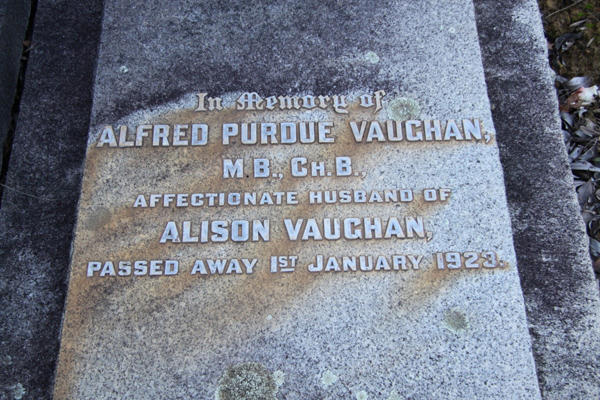 In Memory of
ALFRED PURDUE VAUGHAN,
M.B., CH.B.,
AFFECTIONATE HUSBAND OF
ALISON VAUGHAN,
PASSED AWAY 1ST JANUARY 1923.